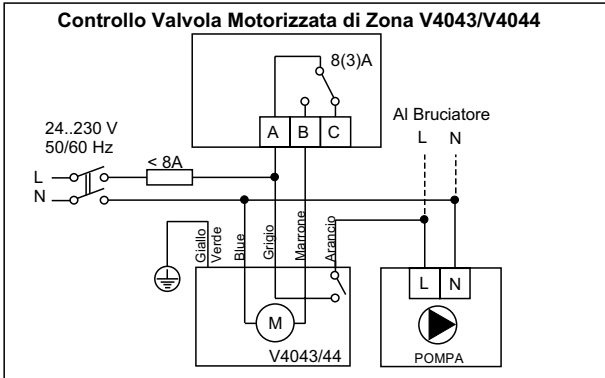 Controllo Valvola Motorizzata di Zona V4043/V4044
8(3)A
A B C
24..230 V
50/60 Hz
Al Bruciatore
L N
< 8A
L
N
Giallo
Verde
Blue
Grigio
Marrone
Arancio
L N
M
V4043/44
POMPA